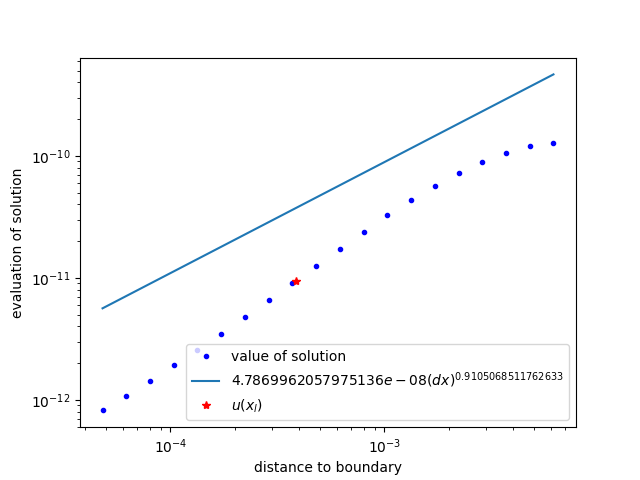 10⁻¹⁰
10⁻¹¹
10⁻¹²
evaluation of solution
value of solution
4.7869962057975136e − 08(dx)^0.9105068511762633
u(x_l)
10⁻⁴ 10⁻³
distance to boundary